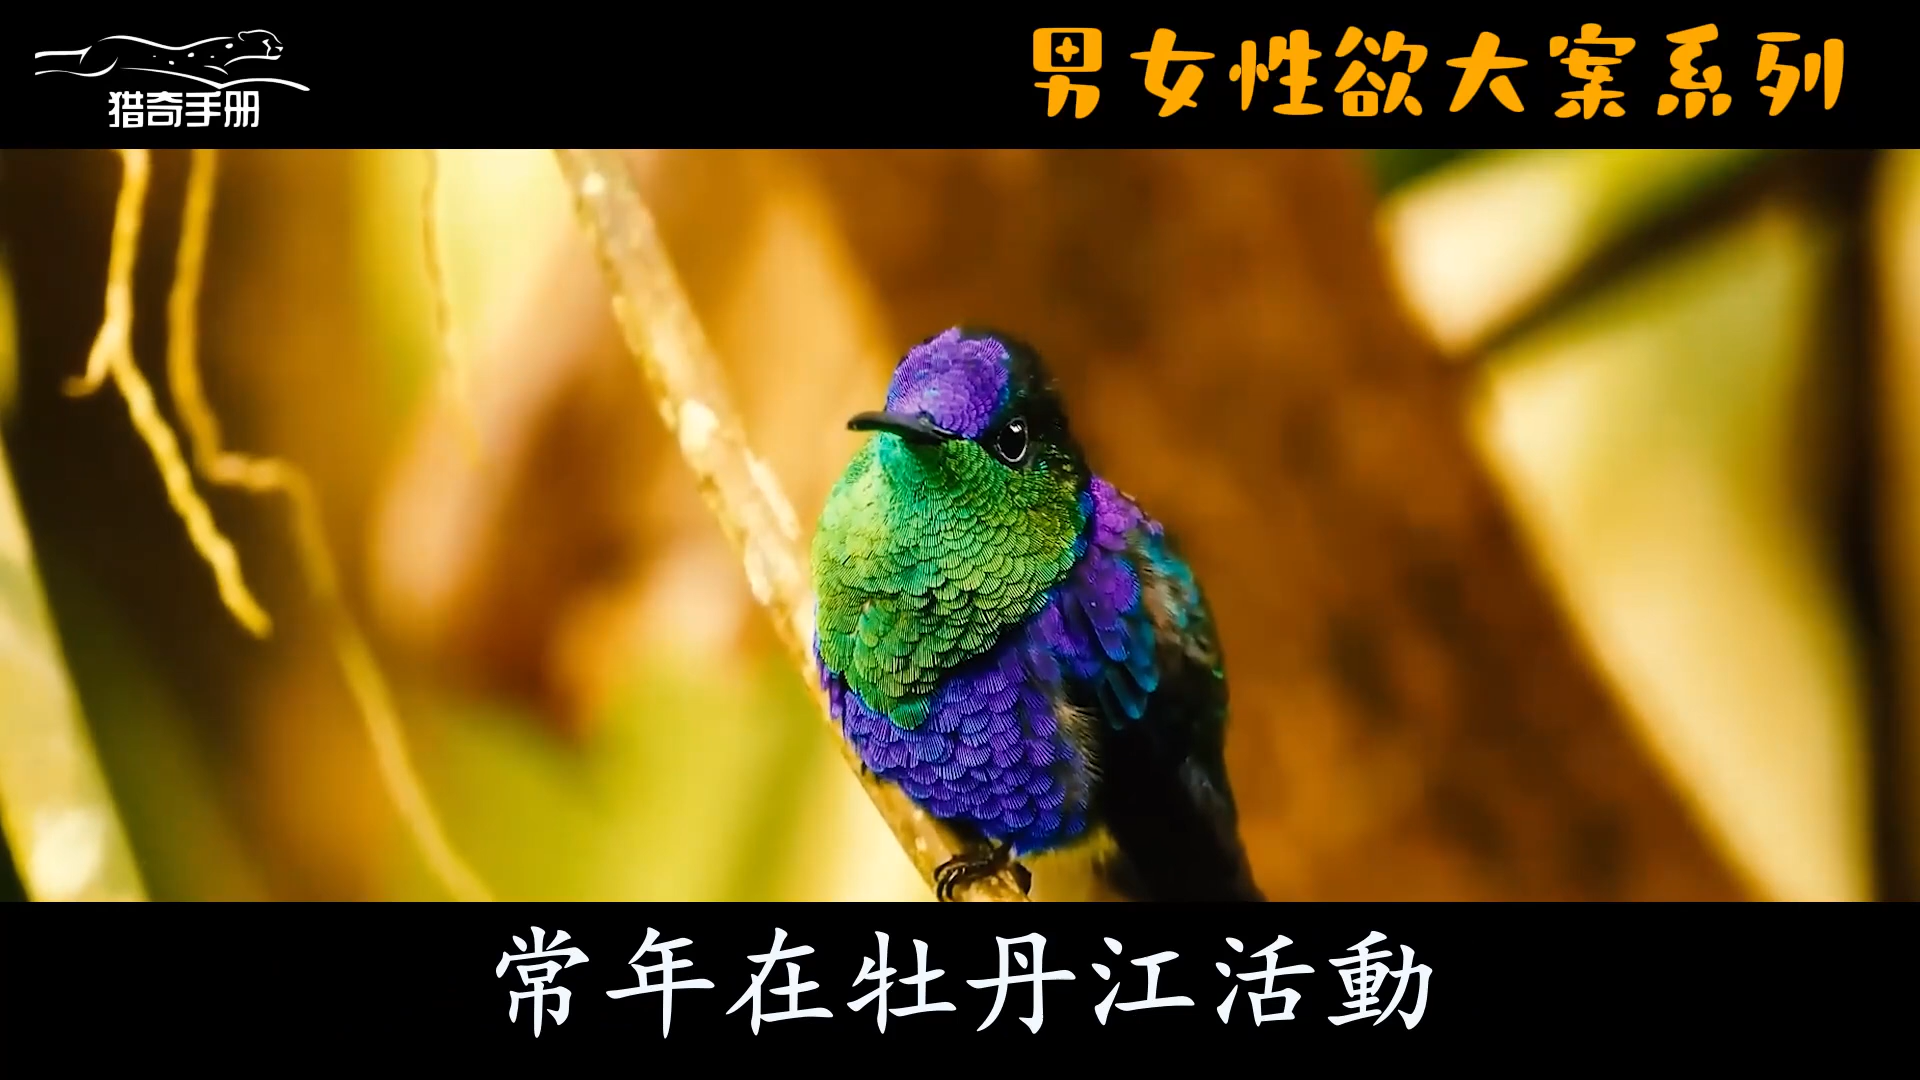 猎奇手册
男女性欲大案系列
常年在牡丹江活動